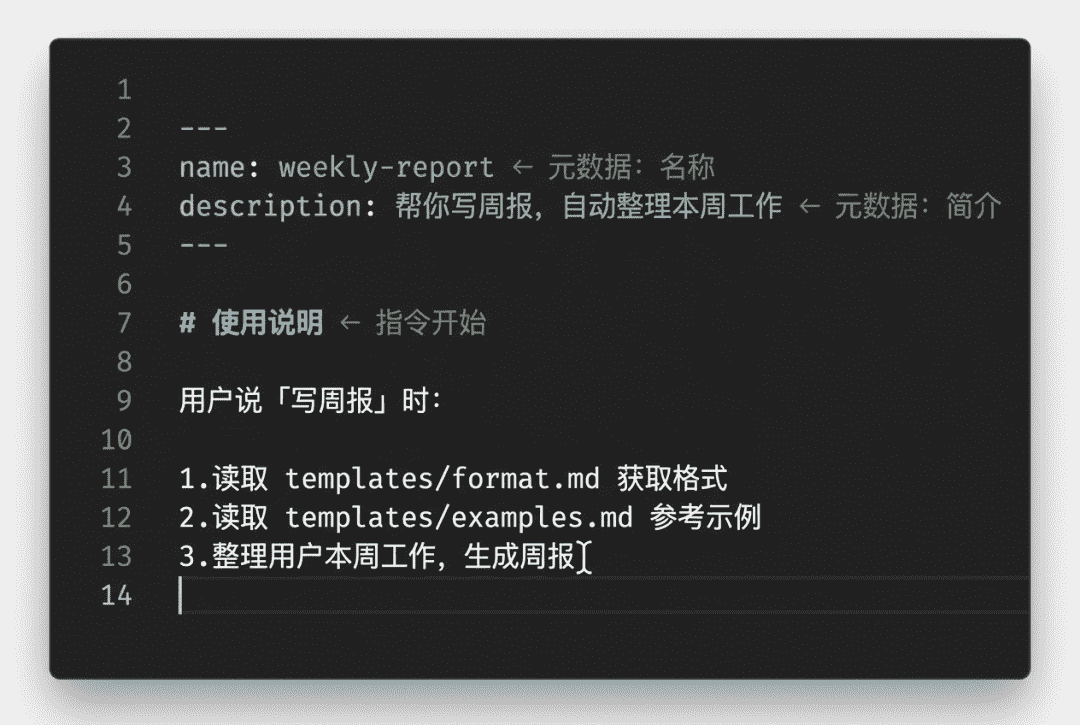 1
2 ---
3 name: weekly-report ← 元数据：名称
4 description: 帮你写周报，自动整理本周工作 ← 元数据：简介
5 ---
6
7 # 使用说明 ← 指令开始
8
9 用户说「写周报」时：
10
11 1.读取 templates/format.md 获取格式
12 2.读取 templates/examples.md 参考示例
13 3.整理用户本周工作，生成周报
14